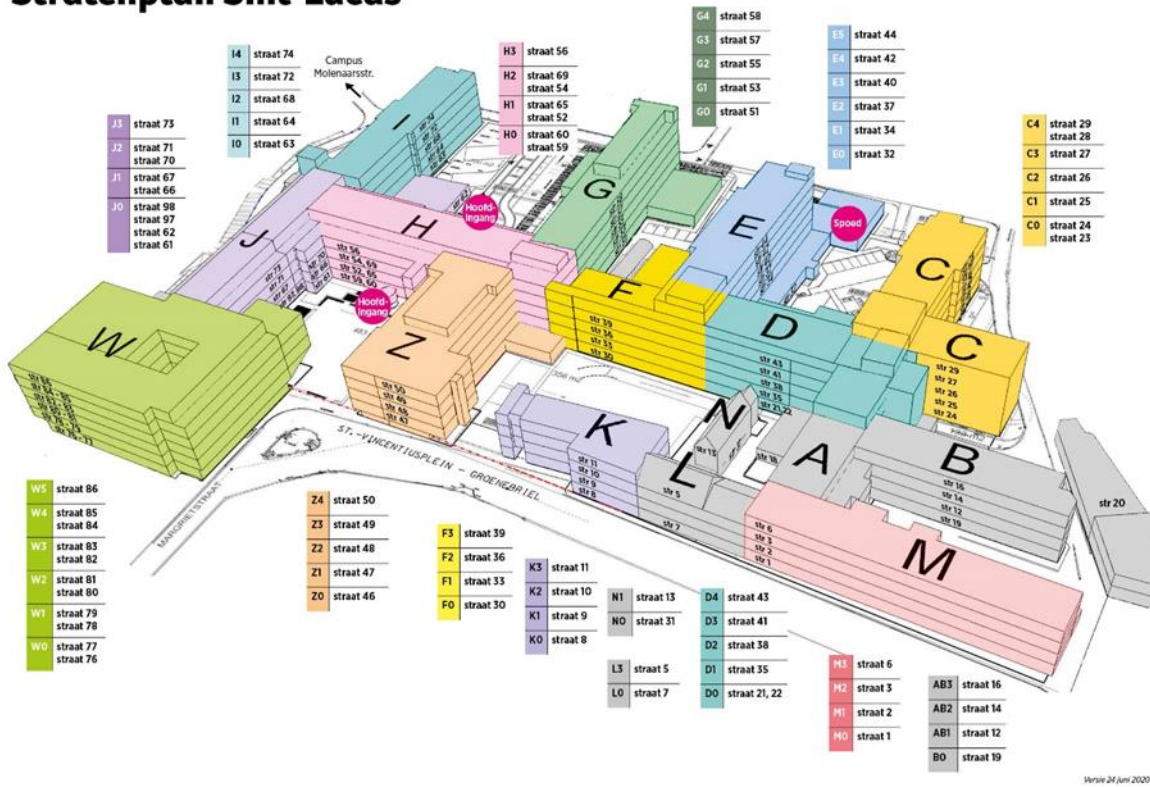 Stratenplan Sint-Lucas
I4 straat 74
I3 straat 72
I2 straat 68
I1 straat 64
I0 straat 63
Campus
Molenaarsstr.
H3 straat 56
H2 straat 69
straat 54
H1 straat 65
straat 52
H0 straat 60
straat 59
G4 straat 58
G3 straat 57
G2 straat 55
G1 straat 53
G0 straat 51
E5 straat 44
E4 straat 42
E3 straat 40
E2 straat 37
E1 straat 34
E0 straat 32
C4 straat 29
straat 28
C3 straat 27
C2 straat 26
C1 straat 25
C0 straat 24
straat 23
J3 straat 73
J2 straat 71
straat 70
J1 straat 67
straat 66
J0 straat 98
straat 97
straat 62
straat 61
I
G
E
H
J
C
Hoofd-
ingang
Spoed
Hoofd-
ingang
str 56
str 54, 69
str 52, 65
str 59, 60
W
Z
str 50
str 49
str 48
str 47
F
str 39
str 36
str 33
str 30
D
str 43
str 41
str 38
str 35
str 21,22
C
str 29
str 27
str 26
str 25
str 24
K
str 11
str 10
str 9
str 8
N
str 13
L
str 5
str 7
str 18
A
B
str 16
str 14
str 12
str 19
str 20
M
str 6
str 3
str 2
str 1
ST.-VINCENTIUSPLEIN - GROENEBRIEL
MARGRIETSTRAAT
W5 straat 86
W4 straat 85
straat 84
W3 straat 83
straat 82
W2 straat 81
straat 80
W1 straat 79
straat 78
W0 straat 77
straat 76
Z4 straat 50
Z3 straat 49
Z2 straat 48
Z1 straat 47
Z0 straat 46
F3 straat 39
F2 straat 36
F1 straat 33
F0 straat 30
K3 straat 11
K2 straat 10
K1 straat 9
K0 straat 8
N1 straat 13
N0 straat 31
L3 straat 5
L0 straat 7
D4 straat 43
D3 straat 41
D2 straat 38
D1 straat 35
D0 straat 21, 22
M3 straat 6
M2 straat 3
M1 straat 2
M0 straat 1
AB3 straat 16
AB2 straat 14
AB1 straat 12
B0 straat 19
Versie 24 juni 2020